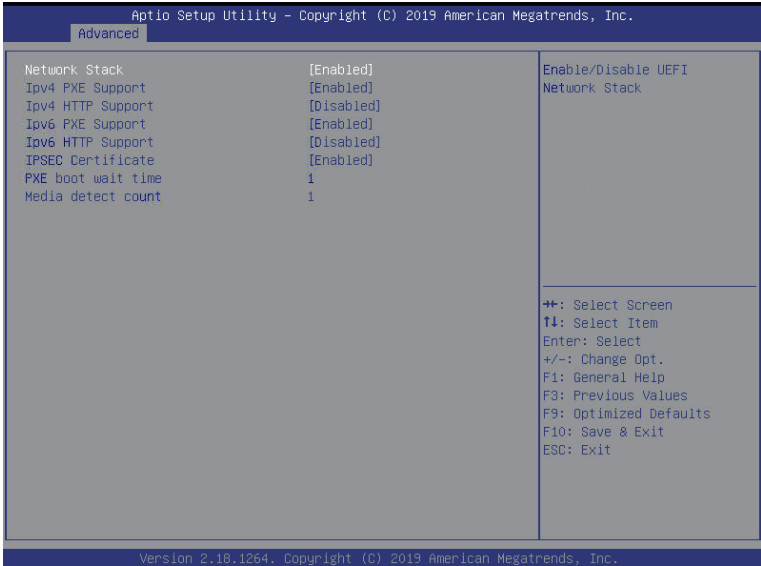 Aptio Setup Utility – Copyright (C) 2019 American Megatrends, Inc.
Advanced
Network Stack [Enabled]
Ipv4 PXE Support [Enabled]
Ipv4 HTTP Support [Disabled]
Ipv6 PXE Support [Enabled]
Ipv6 HTTP Support [Disabled]
IPSEC Certificate [Enabled]
PXE boot wait time 1
Media detect count 1
Enable/Disable UEFI
Network Stack
→←: Select Screen
↑↓: Select Item
Enter: Select
+/-: Change Opt.
F1: General Help
F3: Previous Values
F9: Optimized Defaults
F10: Save & Exit
ESC: Exit
Version 2.18.1264. Copyright (C) 2019 American Megatrends, Inc.